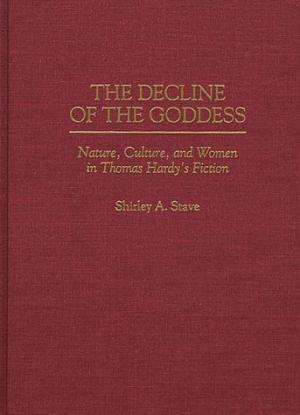 THE DECLINE
OF THE GODDESS
Nature, Culture, and Women
in Thomas Hardy's Fiction
Shirley A. Stave